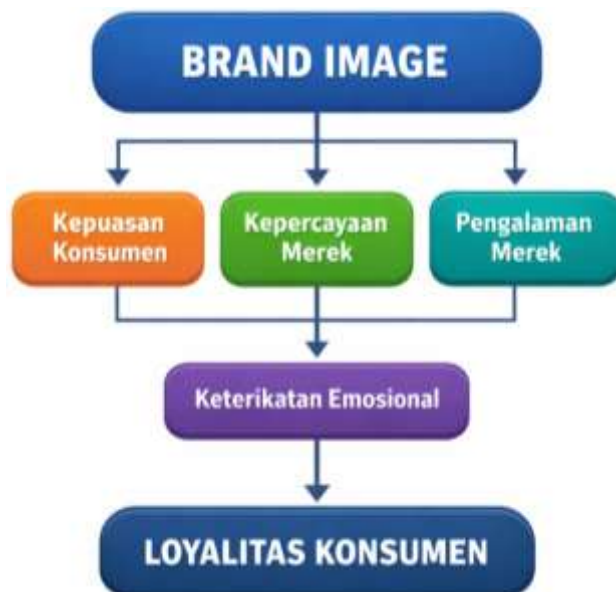 BRAND IMAGE
Kepuasan
Konsumen
Kepercayaan
Merek
Pengalaman
Merek
Keterikatan Emosional
LOYALITAS KONSUMEN